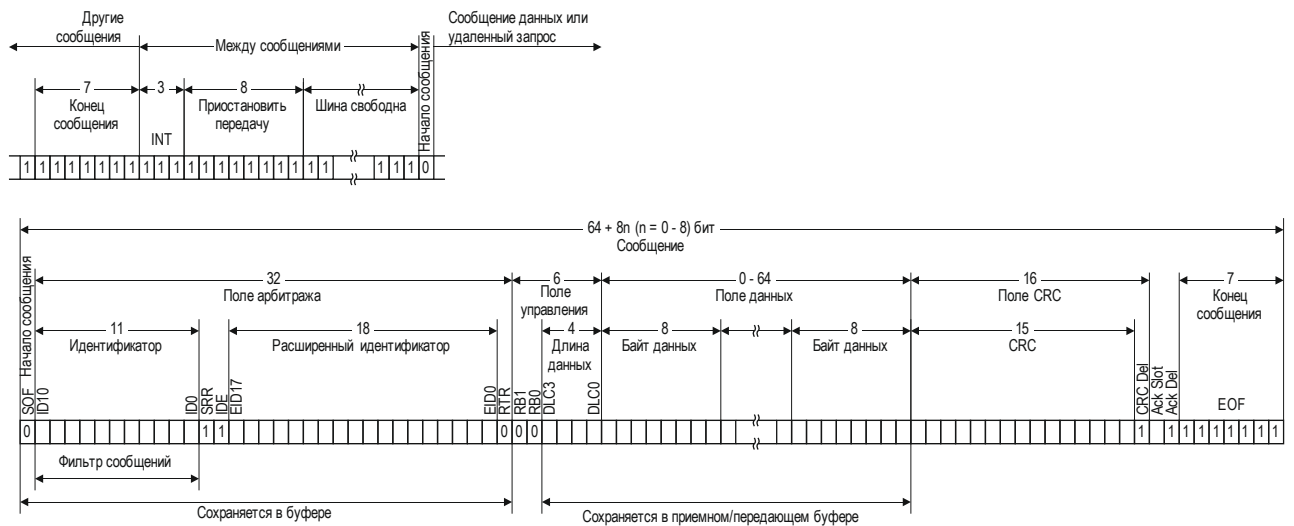 Другие
сообщения
Между сообщениями
Сообщение данных или
удаленный запрос
Начало сообщения
7
Конец
сообщения
3
INT
8
Приостановить
передачу
Шина свободна
1 1 1 1 1 1 1 1 1 1 1 1 1 1 1 1 1 1 1 1 1 1 1 1 0
64 + 8n (n = 0 - 8) бит
Сообщение
Начало сообщения
32
Поле арбитража
6
Поле
управления
0 - 64
Поле данных
16
Поле CRC
7
Конец
сообщения
11
Идентификатор
18
Расширенный идентификатор
4
Длина
данных
8
Байт данных
8
Байт данных
15
CRC
SOF
ID10
ID0
SRR
IDE
EID17
EID0
RTR
RB1
RB0
DLC3
DLC0
CRC Del
Ack Slot
Ack Del
EOF
0 1 1 0 0 0 1 1 1 1 1 1 1 1 1
Фильтр сообщений
Сохраняется в буфере
Сохраняется в приемном/передающем буфере